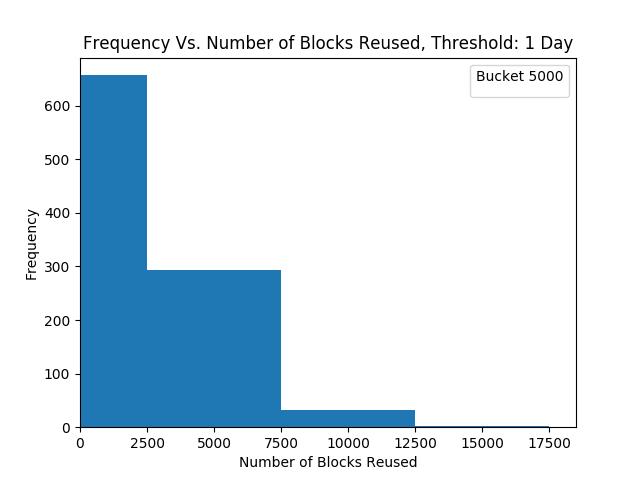 Frequency Vs. Number of Blocks Reused, Threshold: 1 Day
Bucket 5000
600
500
400
300
200
100
0
Frequency
0 2500 5000 7500 10000 12500 15000 17500
Number of Blocks Reused